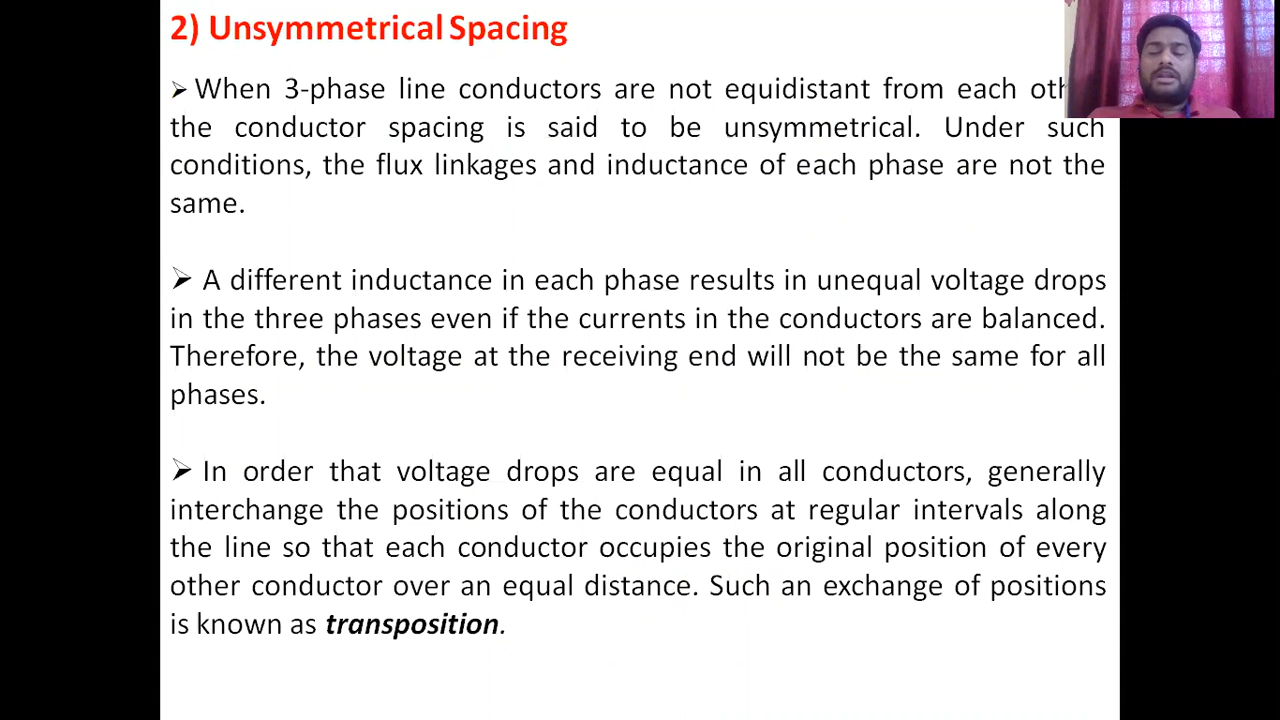 2) Unsymmetrical Spacing
➢ When 3-phase line conductors are not equidistant from each
the conductor spacing is said to be unsymmetrical. Under such
conditions, the flux linkages and inductance of each phase are not the
same.
➢ A different inductance in each phase results in unequal voltage drops
in the three phases even if the currents in the conductors are balanced.
Therefore, the voltage at the receiving end will not be the same for all
phases.
➢ In order that voltage drops are equal in all conductors, generally
interchange the positions of the conductors at regular intervals along
the line so that each conductor occupies the original position of every
other conductor over an equal distance. Such an exchange of positions
is known as transposition.